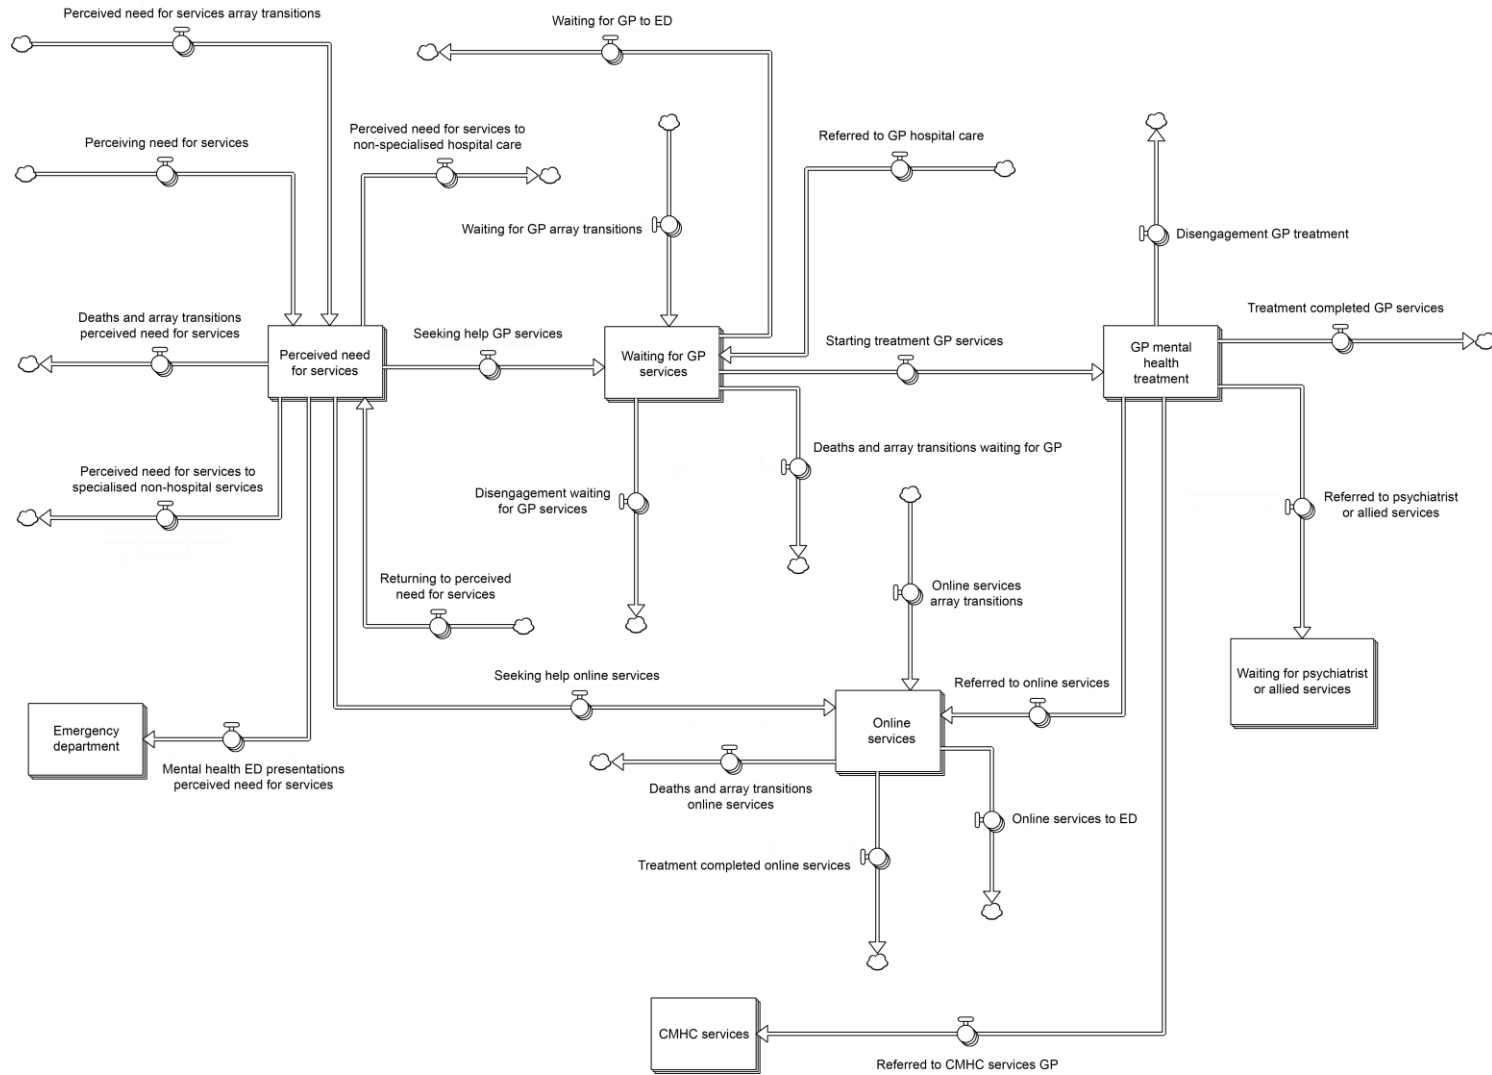 Perceived need for services array transitions
Waiting for GP to ED
Perceiving need for services
Perceived need for services to
non-specialised hospital care
Referred to GP hospital care
Waiting for GP array transitions
Disengagement GP treatment
Deaths and array transitions
perceived need for services
Seeking help GP services
Starting treatment GP services
Treatment completed GP services
Perceived need
for services
Waiting for GP
services
GP mental
health
treatment
Perceived need for services to
specialised non-hospital services
Deaths and array transitions waiting for GP
Disengagement waiting
for GP services
Referred to psychiatrist
or allied services
Returning to perceived
need for services
Online services
array transitions
Seeking help online services
Referred to online services
Waiting for psychiatrist
or allied services
Emergency
department
Online
services
Mental health ED presentations
perceived need for services
Deaths and array transitions
online services
Online services to ED
Treatment completed online services
CMHC services
Referred to CMHC services GP